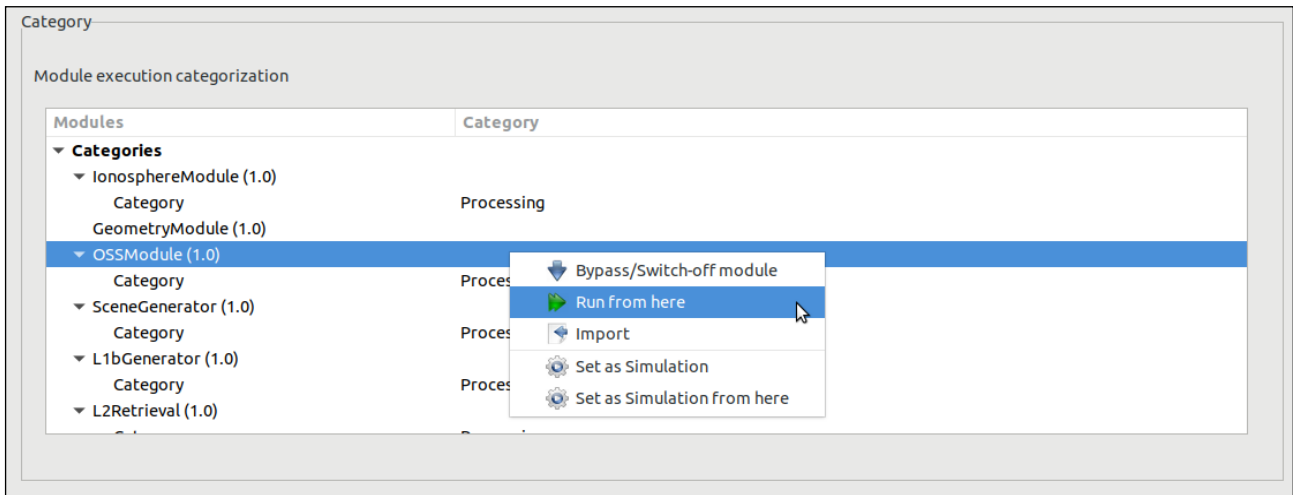 Category
Module execution categorization
Modules Category
Categories
IonosphereModule (1.0)
Category Processing
GeometryModule (1.0)
OSSModule (1.0)
Bypass/Switch-off module
Category Proces
Run from here
SceneGenerator (1.0)
Category Proces
Import
L1bGenerator (1.0)
Set as Simulation
Category Proces
Set as Simulation from here
L2Retrieval (1.0)